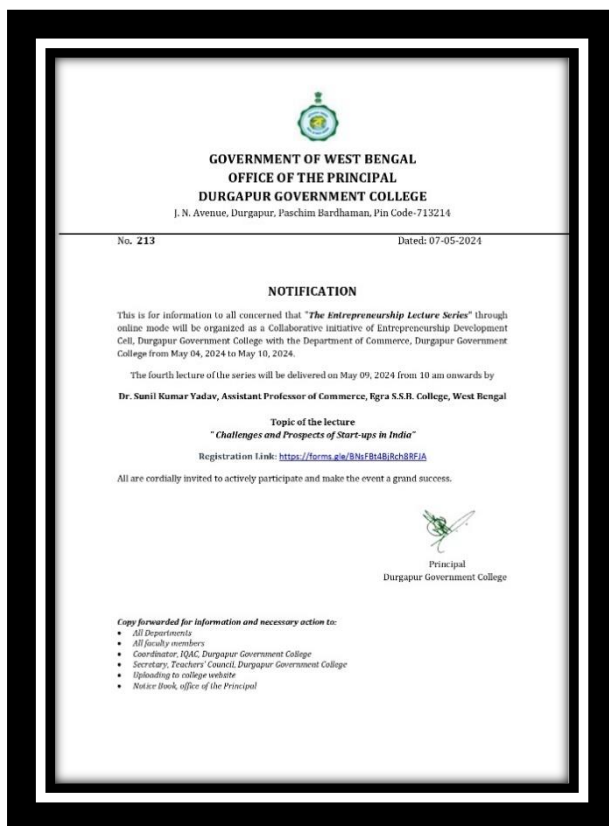 GOVERNMENT OF WEST BENGAL
OFFICE OF THE PRINCIPAL
DURGAPUR GOVERNMENT COLLEGE
J. N. Avenue, Durgapur, Paschim Bardhaman, Pin Code-713214
No. 213 Dated: 07-05-2024
NOTIFICATION
This is for information to all concerned that "The Entrepreneurship Lecture Series" through
online mode will be organized as a Collaborative initiative of Entrepreneurship Development
Cell, Durgapur Government College with the Department of Commerce, Durgapur Government
College from May 04, 2024 to May 10, 2024.
The fourth lecture of the series will be delivered on May 09, 2024 from 10 am onwards by
Dr. Sunil Kumar Yadav, Assistant Professor of Commerce, Egra S.S.B. College, West Bengal
Topic of the lecture
" Challenges and Prospects of Start-ups in India"
Registration Link: https://forms.gle/BNsFBt4BjRch8RFJA
All are cordially invited to actively participate and make the event a grand success.
Principal
Durgapur Government College
Copy forwarded for information and necessary action to:
• All Departments
• All faculty members
• Coordinator, IQAC, Durgapur Government College
• Secretary, Teachers' Council, Durgapur Government College
• Uploading to college website
• Notice Book, office of the Principal